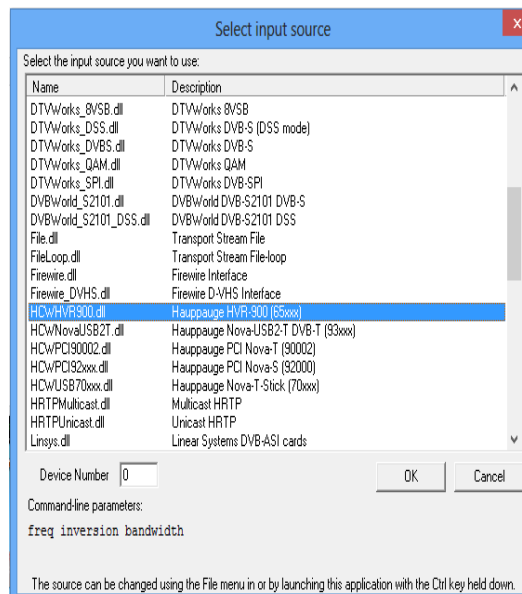 Select input source
x
Select the input source you want to use:
Name Description
DTVWorks_8VSB.dll DTVWorks 8VSB
DTVWorks_DSS.dll DTVWorks DVB-S (DSS mode)
DTVWorks_DVBS.dll DTVWorks DVB-S
DTVWorks_QAM.dll DTVWorks QAM
DTVWorks_SPI.dll DTVWorks DVB-SPI
DVBWorld_S2101.dll DVBWorld DVB-S2101 DVB-S
DVBWorld_S2101_DSS.dll DVBWorld DVB-S2101 DSS
File.dll Transport Stream File
FileLoop.dll Transport Stream File-loop
Firewire.dll Firewire Interface
Firewire_DVHS.dll Firewire D-VHS Interface
HCWHVR900.dll Hauppauge HVR-900 (65xxx)
HCWNovaUSB2T.dll Hauppauge Nova-USB2-T DVB-T (93xxx)
HCWPCI90002.dll Hauppauge PCI Nova-T (90002)
HCWPCI92xxx.dll Hauppauge PCI Nova-S (92000)
HCWUSB70xxx.dll Hauppauge Nova-T-Stick (70xxx)
HRTPMulticast.dll Multicast HRTP
HRTPUnicast.dll Unicast HRTP
Linsys.dll Linear Systems DVB-ASI cards
Device Number 0 OK Cancel
Command-line parameters:
freq inversion bandwidth
The source can be changed using the File menu in or by launching this application with the Ctrl key held down.